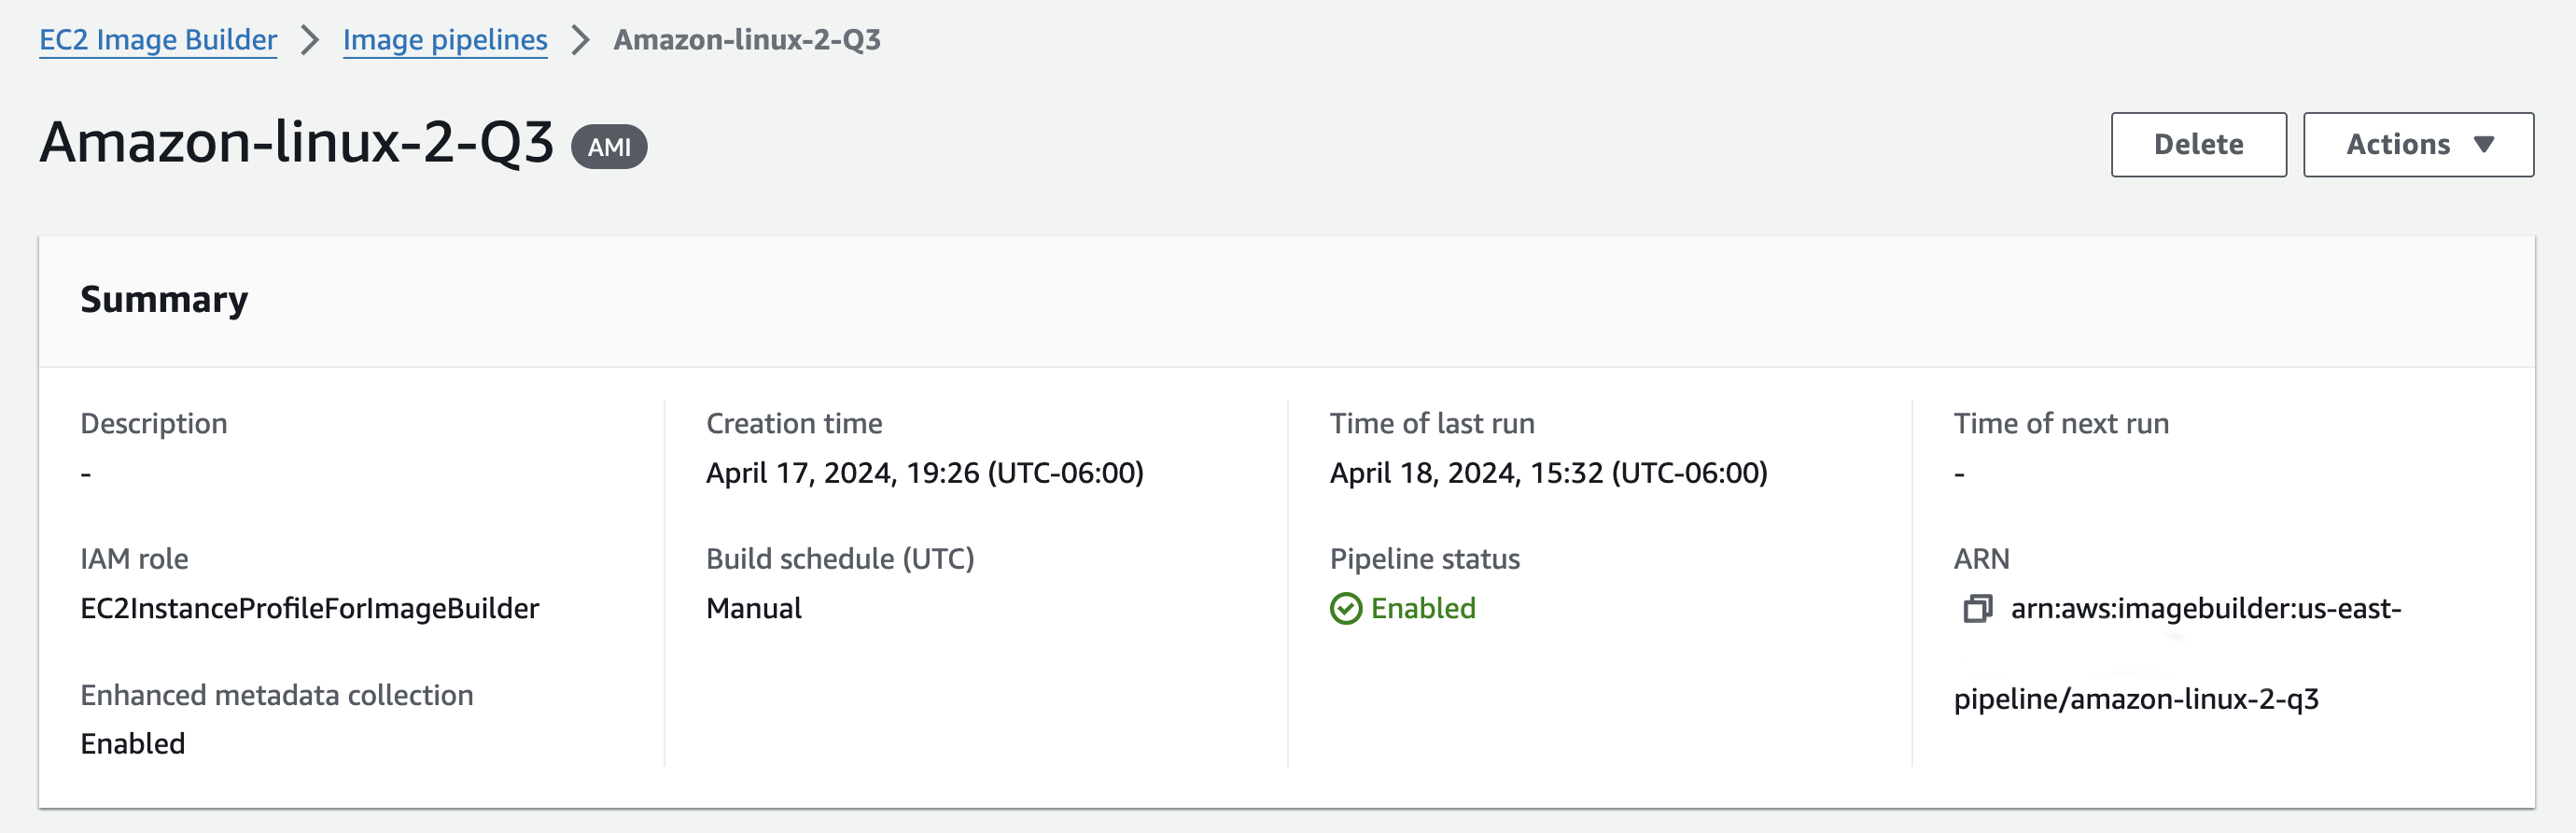 EC2 Image Builder > Image pipelines > Amazon-linux-2-Q3
Amazon-linux-2-Q3 AMI
Delete
Actions
Summary
Description
-
IAM role
EC2InstanceProfileForImageBuilder
Enhanced metadata collection
Enabled
Creation time
April 17, 2024, 19:26 (UTC-06:00)
Build schedule (UTC)
Manual
Time of last run
April 18, 2024, 15:32 (UTC-06:00)
Pipeline status
Enabled
Time of next run
-
ARN
arn:aws:imagebuilder:us-east-
pipeline/amazon-linux-2-q3